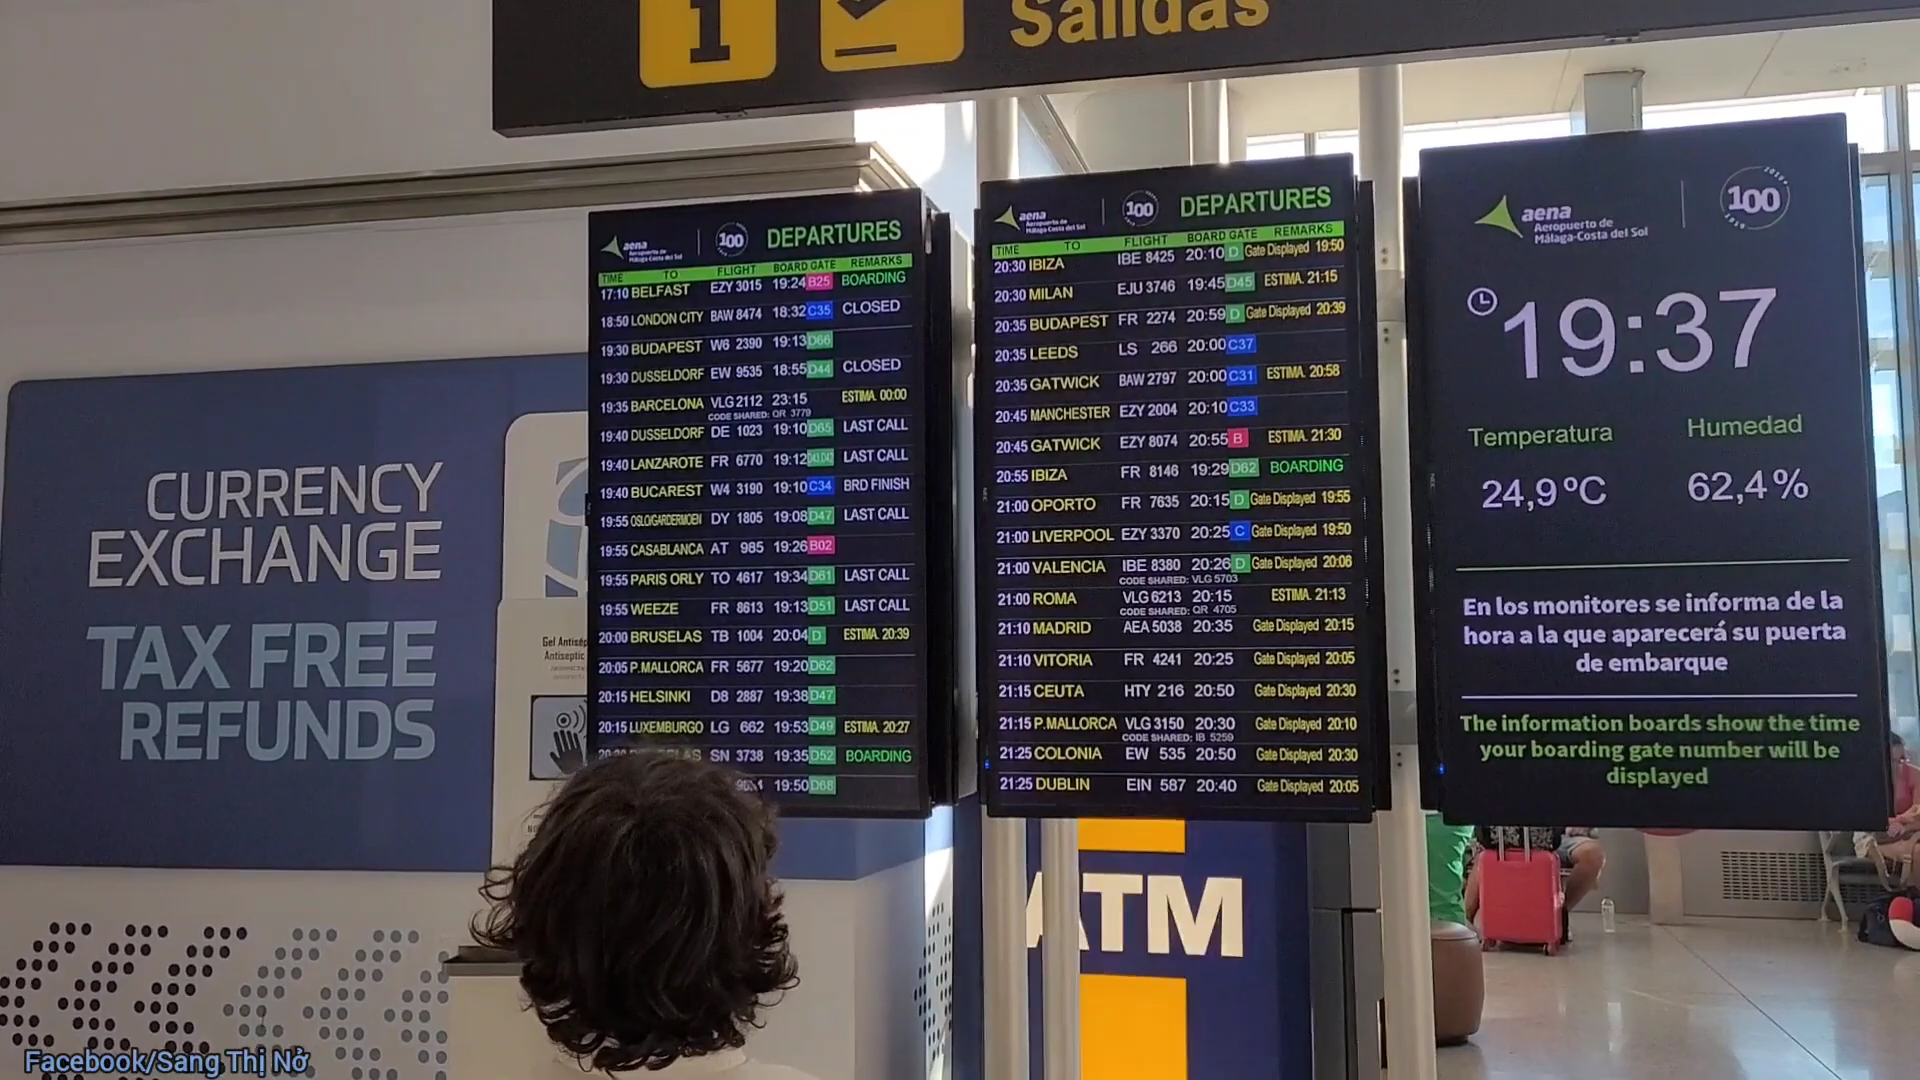 i
Salidas
CURRENCY
EXCHANGE
TAX FREE
REFUNDS
Gel Antisép
Antiseptic
aena
Aeropuerto de
Málaga-Costa del Sol
100
DEPARTURES
TIME TO FLIGHT BOARD GATE REMARKS
17:10 BELFAST EZY 3015 19:24 B25 BOARDING
18:50 LONDON CITY BAW 8474 18:32 C35 CLOSED
19:30 BUDAPEST W6 2390 19:13 D66
19:30 DUSSELDORF EW 9535 18:55 D44 CLOSED
19:35 BARCELONA VLG 2112 23:15 ESTIMA. 00:00
CODE SHARED: QR 3779
19:40 DUSSELDORF DE 1023 19:10 D65 LAST CALL
19:40 LANZAROTE FR 6770 19:12 LAST CALL
19:40 BUCAREST W4 3190 19:10 C34 BRD FINISH
19:55 OSLO/GARDERMOEN DY 1805 19:08 D47 LAST CALL
19:55 CASABLANCA AT 985 19:26 B02
19:55 PARIS ORLY TO 4617 19:34 D61 LAST CALL
19:55 WEEZE FR 8613 19:13 D51 LAST CALL
20:00 BRUSELAS TB 1004 20:04 D ESTIMA. 20:39
20:05 P.MALLORCA FR 5677 19:20 D62
20:15 HELSINKI D8 2887 19:38 D47
20:15 LUXEMBURGO LG 662 19:53 D49 ESTIMA. 20:27
SN 3738 19:35 D52 BOARDING
19:50 D68
aena
Aeropuerto de
Málaga-Costa del Sol
100
DEPARTURES
TIME TO FLIGHT BOARD GATE REMARKS
20:30 IBIZA IBE 8425 20:10 D Gate Displayed 19:50
20:30 MILAN EJU 3746 19:45 D45 ESTIMA. 21:15
20:35 BUDAPEST FR 2274 20:59 D Gate Displayed 20:39
20:35 LEEDS LS 266 20:00 C37
20:35 GATWICK BAW 2797 20:00 C31 ESTIMA. 20:58
20:45 MANCHESTER EZY 2004 20:10 C33
20:45 GATWICK EZY 8074 20:55 B ESTIMA. 21:30
20:55 IBIZA FR 8146 19:29 D62 BOARDING
21:00 OPORTO FR 7635 20:15 D Gate Displayed 19:55
21:00 LIVERPOOL EZY 3370 20:25 C Gate Displayed 19:50
21:00 VALENCIA IBE 8380 20:26 D Gate Displayed 20:06
CODE SHARED: VLG 5703
21:00 ROMA VLG 6213 20:15 ESTIMA. 21:13
CODE SHARED: QR 4705
21:10 MADRID AEA 5038 20:35 Gate Displayed 20:15
21:10 VITORIA FR 4241 20:25 Gate Displayed 20:05
21:15 CEUTA HTY 216 20:50 Gate Displayed 20:30
21:15 P.MALLORCA VLG 3150 20:30 Gate Displayed 20:10
CODE SHARED: IB 5259
21:25 COLONIA EW 535 20:50 Gate Displayed 20:30
21:25 DUBLIN EIN 587 20:40 Gate Displayed 20:05
aena
Aeropuerto de
Málaga-Costa del Sol
100
19:37
Temperatura Humedad
24,9ºC 62,4%
En los monitores se informa de la
hora a la que aparecerá su puerta
de embarque
The information boards show the time
your boarding gate number will be
displayed
ATM
Facebook/Sang Thị Nở